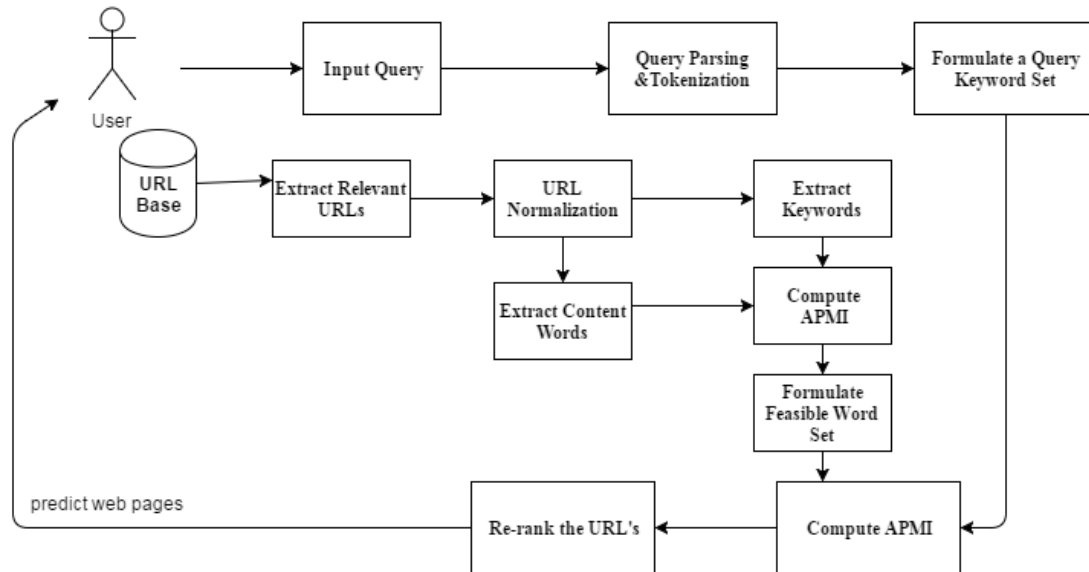 Input Query
Query Parsing
&Tokenization
Formulate a Query
Keyword Set
User
URL
Base
Extract Relevant
URLs
URL
Normalization
Extract
Keywords
Extract Content
Words
Compute
APMI
Formulate
Feasible Word
Set
predict web pages
Re-rank the URL's
Compute APMI